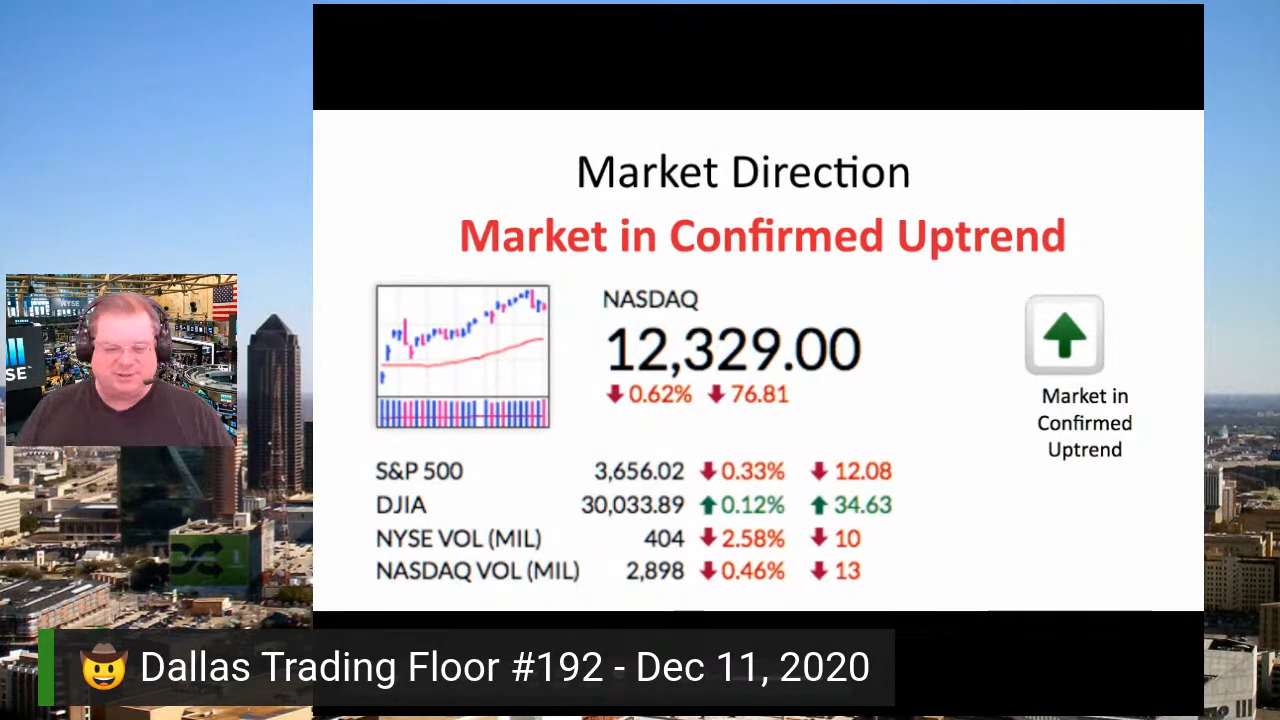 Market Direction
Market in Confirmed Uptrend
NASDAQ
12,329.00
0.62% 76.81
Market in
Confirmed
Uptrend
S&P 500 3,656.02 0.33% 12.08
DJIA 30,033.89 0.12% 34.63
NYSE VOL (MIL) 404 2.58% 10
NASDAQ VOL (MIL) 2,898 0.46% 13
NYSE
SE
🤠 Dallas Trading Floor #192 - Dec 11, 2020